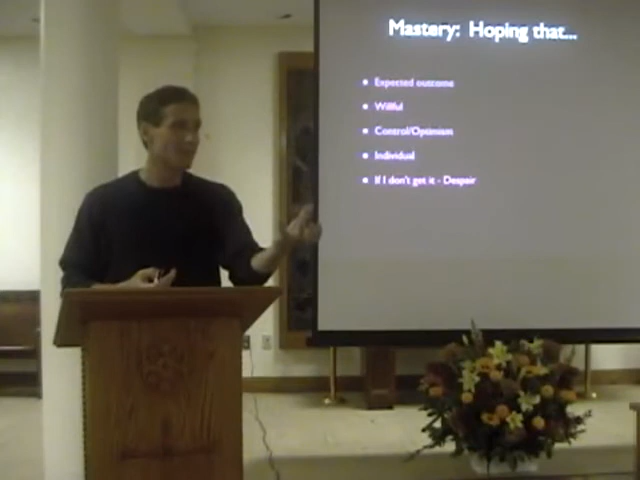 Mastery: Hoping that...
• Expected outcome
• Willful
• Control/Optimism
• Individual
• If I don't get it - Despair